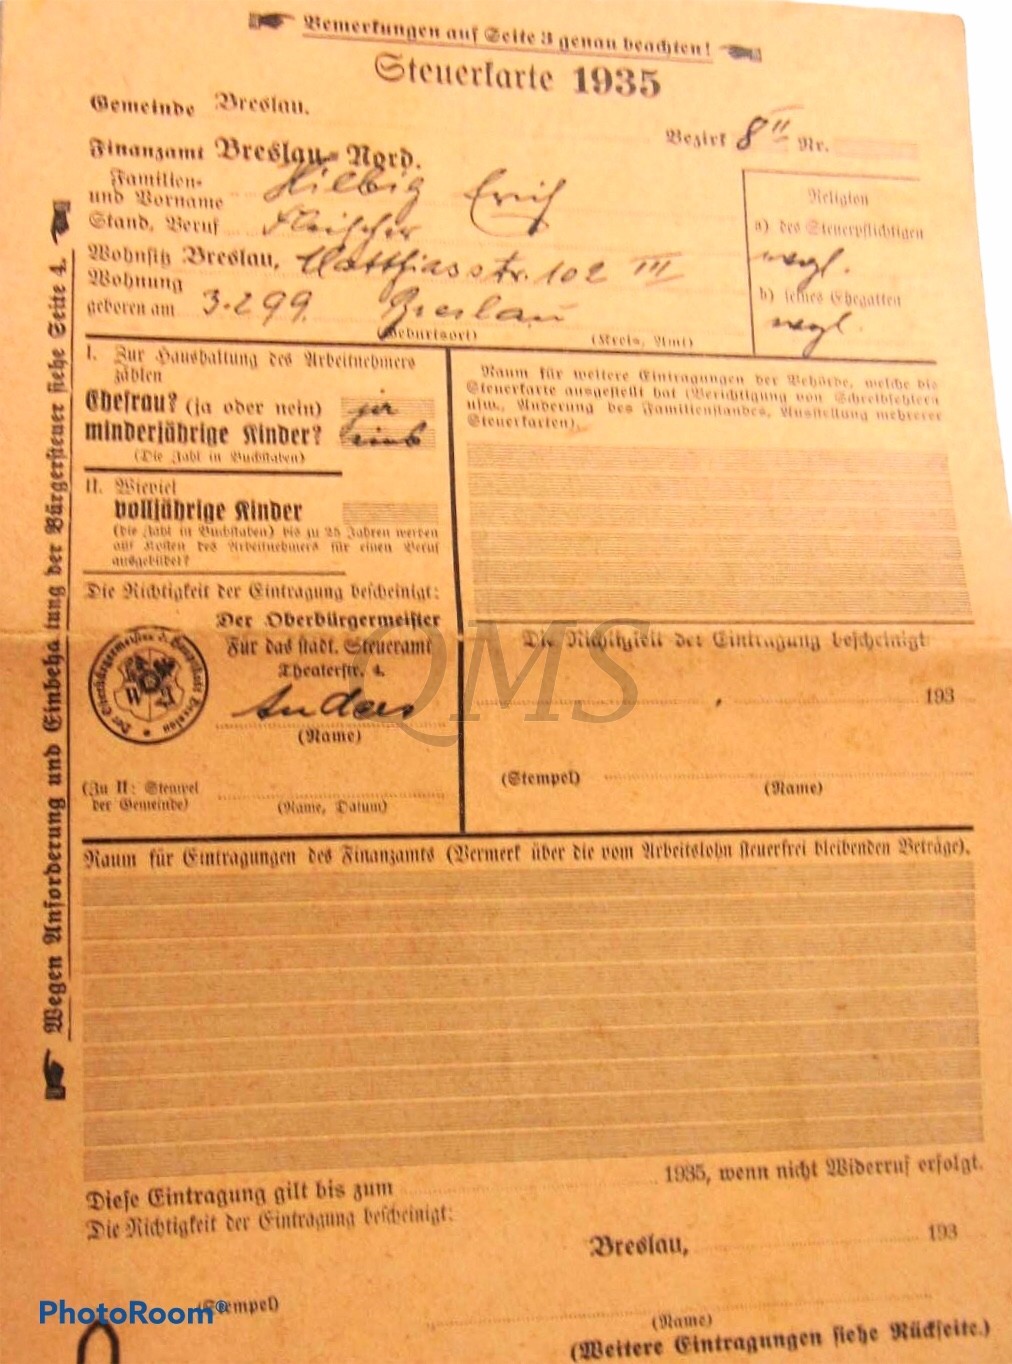 Bemerkungen auf Seite 3 genau beachten!
Steuerkarte 1935
Gemeinde Breslau.
Bezirk 8 II Nr.
Finanzamt Breslau-Nord.
Familien-
und Vorname Hilbig Erich
Stand, Beruf Fleischer
Wohnsitz Breslau, Matthiasstr. 102 III
Wohnung
geboren am 3.2.99. Breslau
(Geburtsort) (Kreis, Amt)
Religion
a) des Steuerpflichtigen
evgl.
b) seines Ehegatten
evgl.
I. Zur Haushaltung des Arbeitnehmers
zählen
Ehefrau? (ja oder nein) ja
minderjährige Kinder? eins
(Die Zahl in Buchstaben)
II. Wieviel
volljährige Kinder
(die Zahl in Buchstaben) bis zu 25 Jahren werden
auf Kosten des Arbeitnehmers für einen Beruf
ausgebildet?
Die Richtigkeit der Eintragung bescheinigt:
Der Oberbürgermeister
Für das städt. Steueramt
Theaterstr. 4.
Der Oberbürgermeister d. Hauptstadt Breslau
W
Anders
(Name)
(Zu II: Stempel
der Gemeinde) (Name, Datum)
Raum für weitere Eintragungen der Behörde, welche die
Steuerkarte ausgestellt hat (Berichtigung von Schreibfehlern
usw., Änderung des Familienstandes, Ausstellung mehrerer
Steuerkarten).
Die Richtigkeit der Eintragung bescheinigt
, 193
(Stempel) (Name)
QMS
Raum für Eintragungen des Finanzamts (Vermerk über die vom Arbeitslohn steuerfrei bleibenden Beträge).
Diese Eintragung gilt bis zum 1935, wenn nicht Widerruf erfolgt.
Die Richtigkeit der Eintragung bescheinigt:
Breslau, 193
(Stempel)
(Name)
(Weitere Eintragungen siehe Rückseite.)
Wegen Anforderung und Einbehaltung der Bürgersteuer siehe Seite 4.
PhotoRoom®